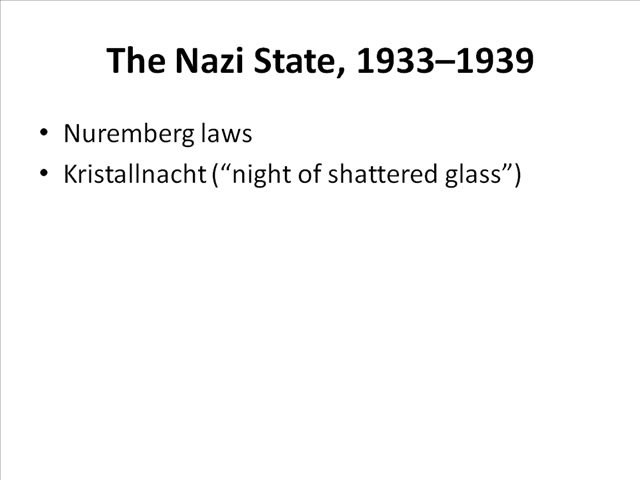 The Nazi State, 1933–1939
• Nuremberg laws
• Kristallnacht (“night of shattered glass”)